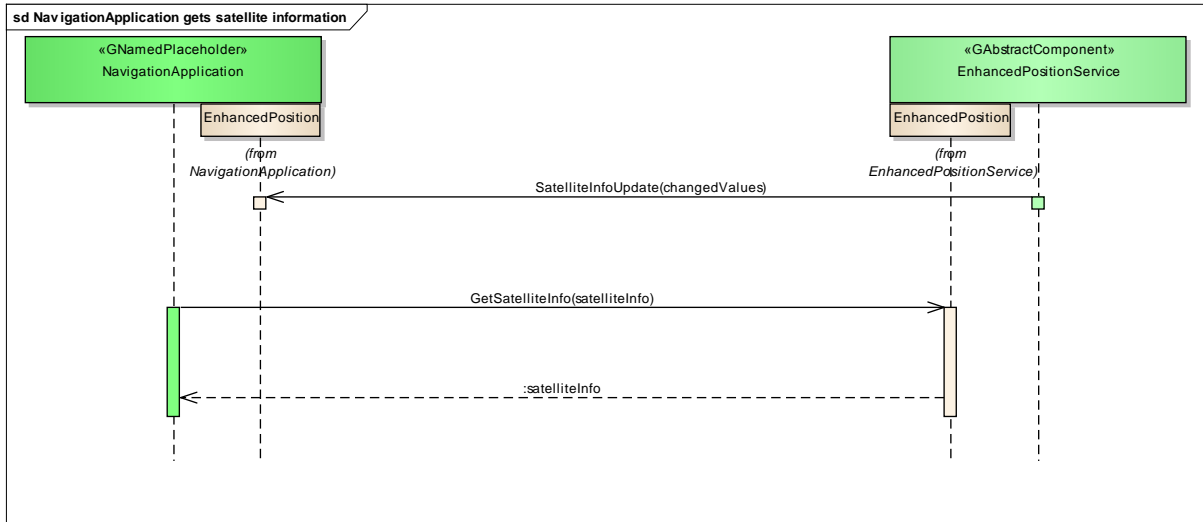 sd NavigationApplication gets satellite information
«GNamedPlaceholder»
NavigationApplication
«GAbstractComponent»
EnhancedPositionService
EnhancedPosition
EnhancedPosition
(from
NavigationApplication)
(from
EnhancedPositionService)
SatelliteInfoUpdate(changedValues)
GetSatelliteInfo(satelliteInfo)
:satelliteInfo